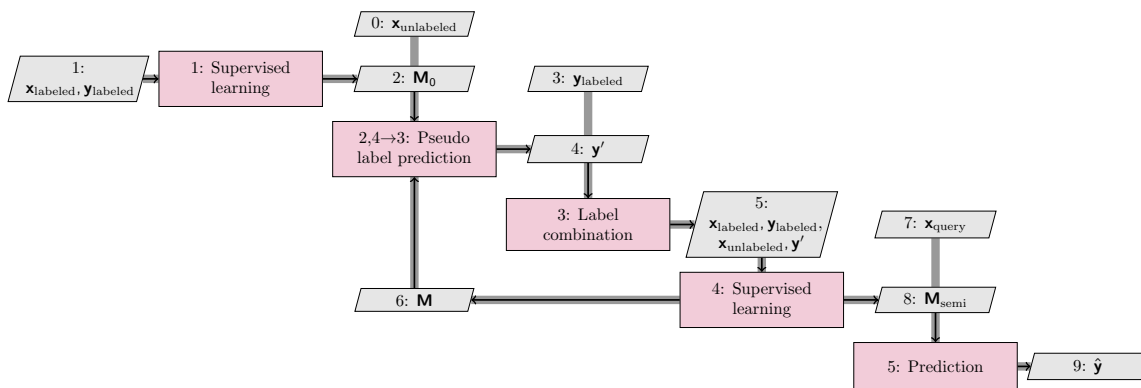 0: x_unlabeled
1:
x_labeled, y_labeled
1: Supervised
learning
2: M_0
3: y_labeled
2,4→3: Pseudo
label prediction
4: y′
3: Label
combination
5:
x_labeled, y_labeled,
x_unlabeled, y′
7: x_query
6: M
4: Supervised
learning
8: M_semi
5: Prediction
9: ŷ